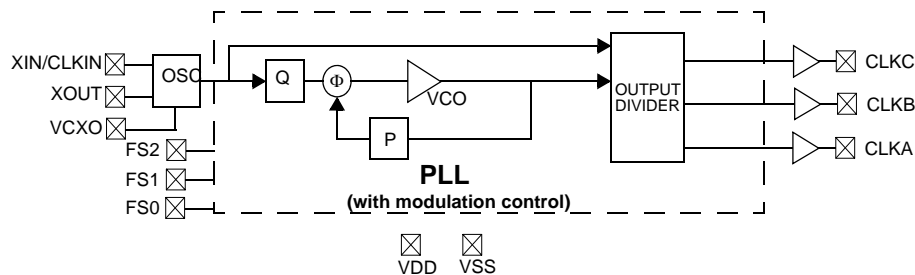 XIN/CLKIN
OSC
XOUT
VCXO
FS2
FS1
FS0
Q
Φ
VCO
P
PLL
(with modulation control)
OUTPUT
DIVIDER
CLKC
CLKB
CLKA
VDD
VSS